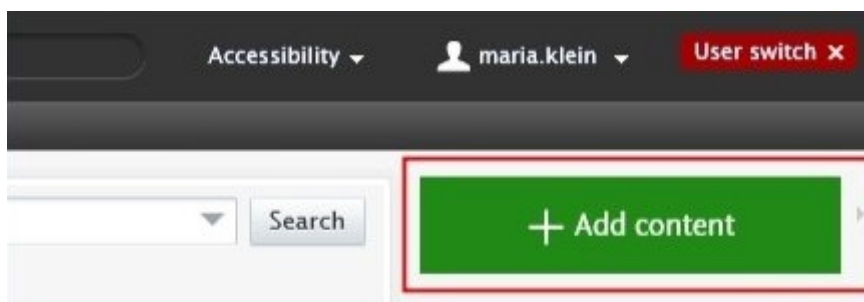 Accessibility
maria.klein
User switch ×
Search
+ Add content